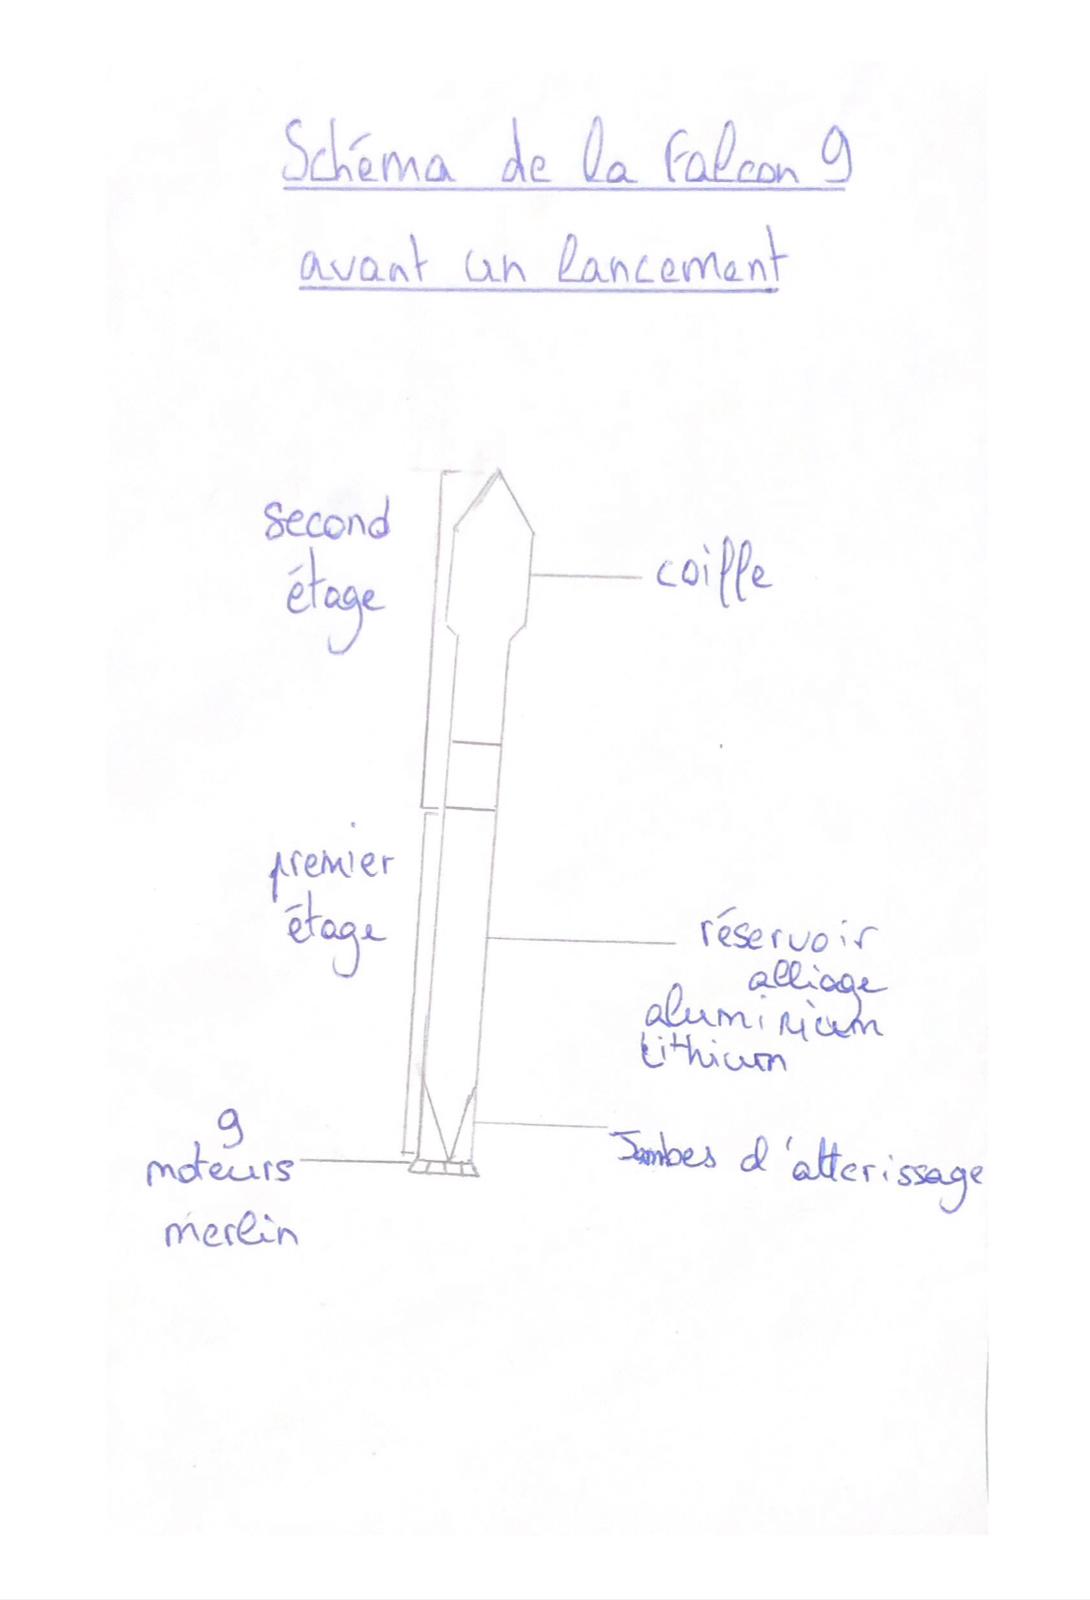 Schéma de la Falcon 9
avant un lancement
second
étage
coiffe
premier
étage
réservoir
alliage
aluminium
Lithium
9
moteurs
merlin
Jambes d'atterissage